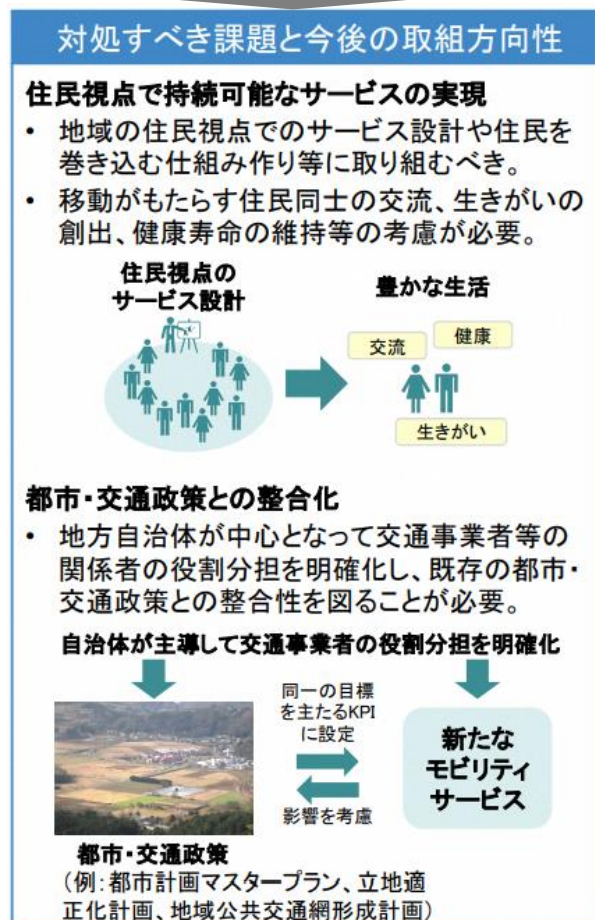 対処すべき課題と今後の取組方向性
住民視点で持続可能なサービスの実現
• 地域の住民視点でのサービス設計や住民を
巻き込む仕組み作り等に取り組むべき。
• 移動がもたらす住民同士の交流、生きがいの
創出、健康寿命の維持等の考慮が必要。
住民視点の
サービス設計
豊かな生活
交流
健康
生きがい
都市・交通政策との整合化
• 地方自治体が中心となって交通事業者等の
関係者の役割分担を明確化し、既存の都市・
交通政策との整合性を図ることが必要。
自治体が主導して交通事業者の役割分担を明確化
同一の目標
を主たるKPI
に設定
影響を考慮
新たな
モビリティ
サービス
都市・交通政策
（例：都市計画マスタープラン、立地適
正化計画、地域公共交通網形成計画）